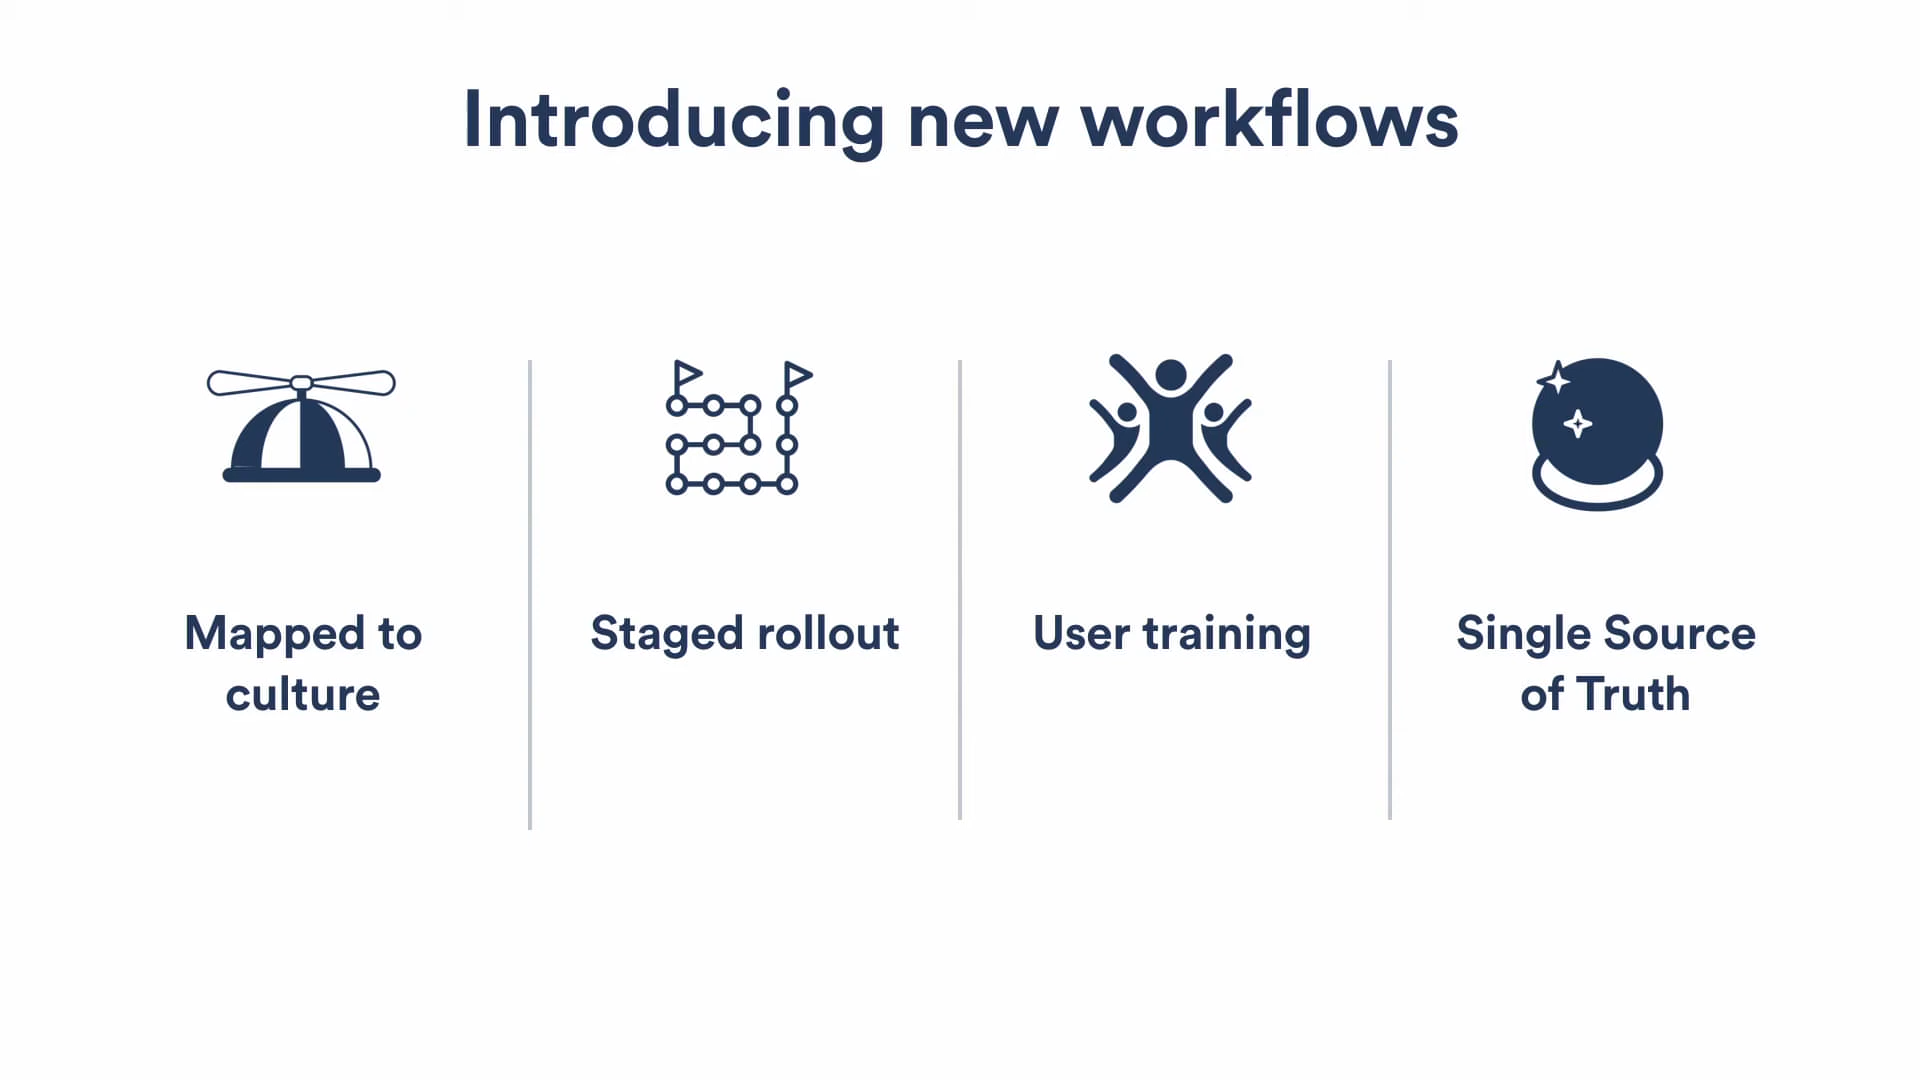 Introducing new workflows
Mapped to
culture
Staged rollout
User training
Single Source
of Truth